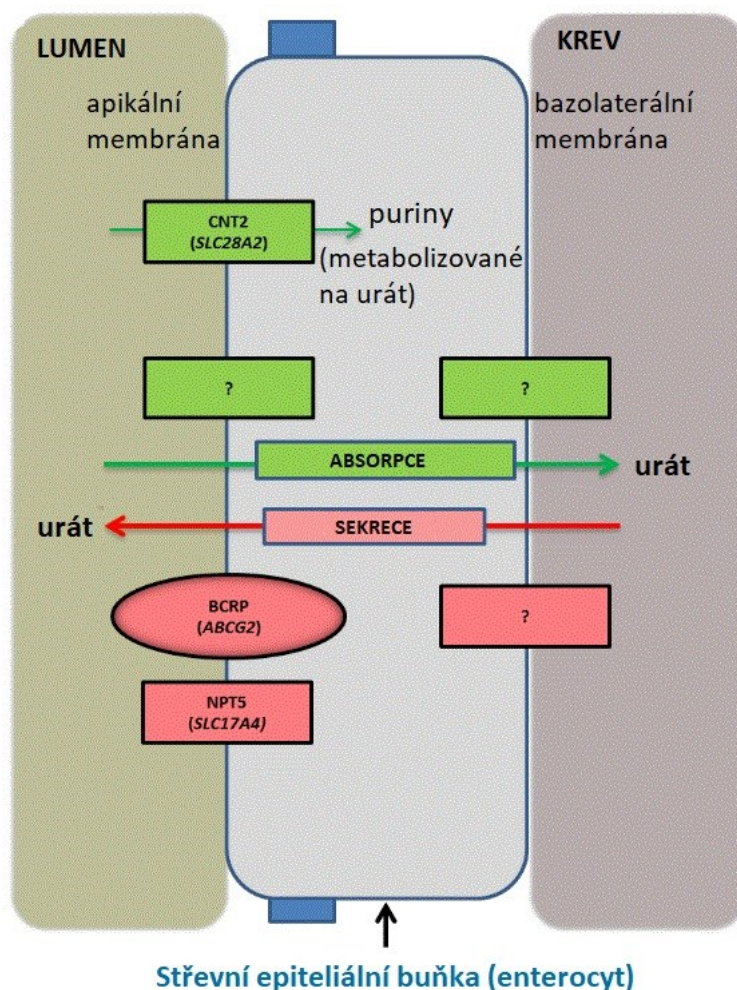 LUMEN
KREV
apikální
membrána
bazolaterální
membrána
CNT2
(SLC28A2)
puriny
(metabolizované
na urát)
?
?
ABSORPCE
urát
urát
SEKRECE
BCRP
(ABCG2)
?
NPT5
(SLC17A4)
Střevní epiteliální buňka (enterocyt)